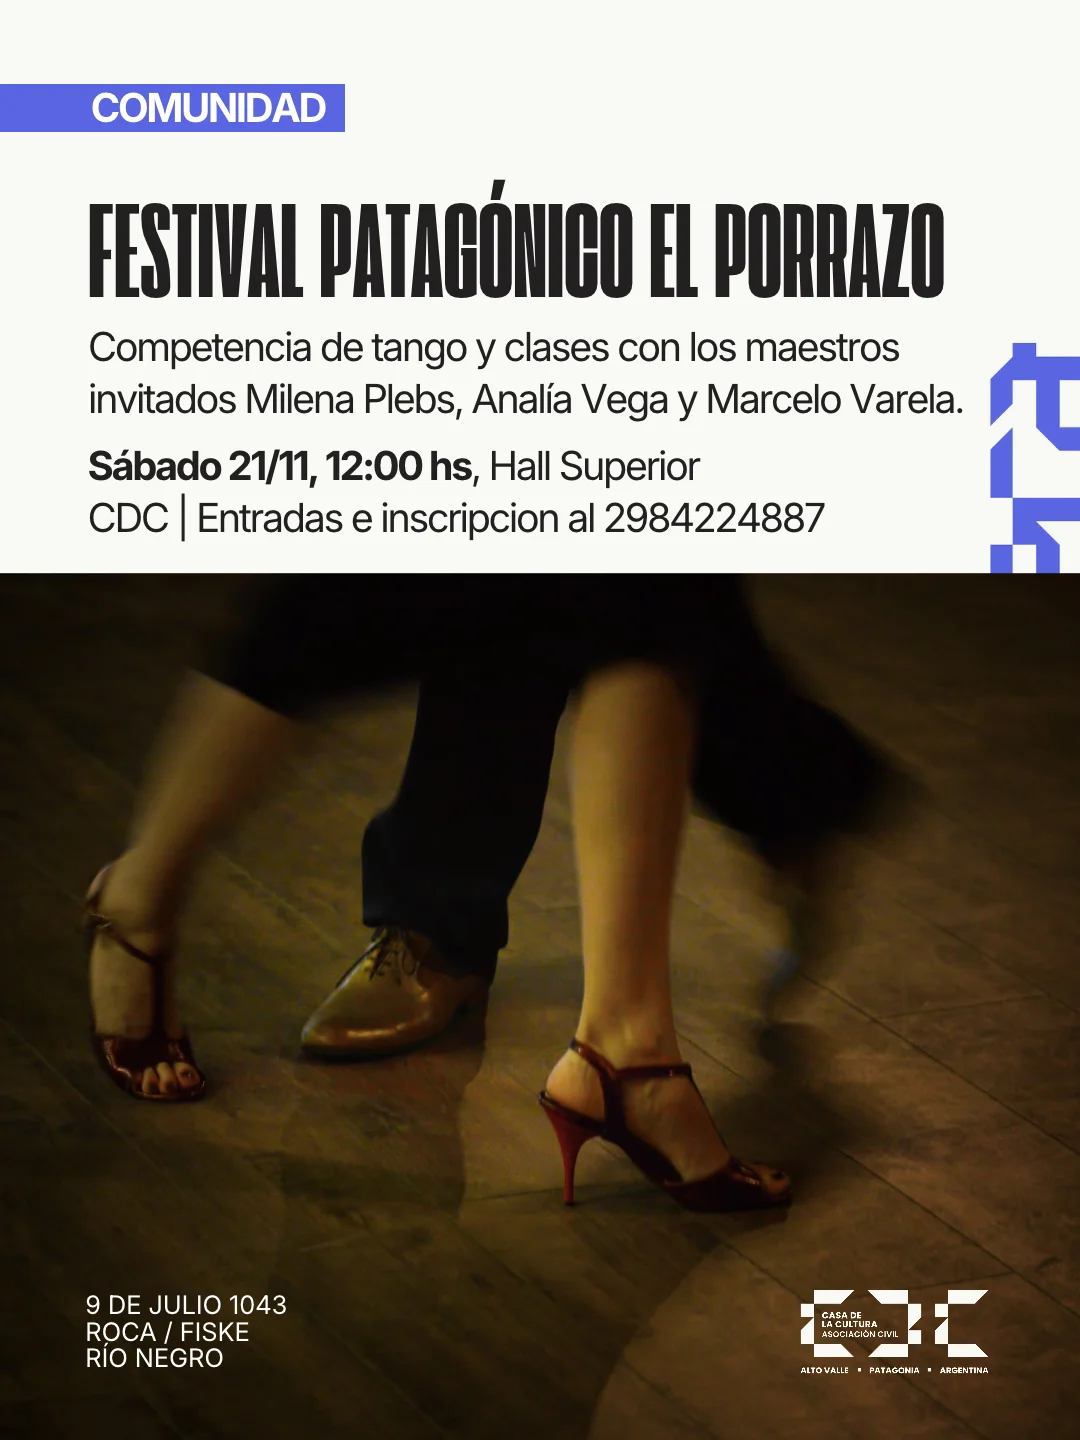 COMUNIDAD
FESTIVAL PATAGÓNICO EL PORRAZO
Competencia de tango y clases con los maestros
invitados Milena Plebs, Analía Vega y Marcelo Varela.
Sábado 21/11, 12:00 hs, Hall Superior
CDC | Entradas e inscripcion al 2984224887
9 DE JULIO 1043
ROCA / FISKE
RÍO NEGRO
CDC
CASA DE
LA CULTURA
ASOCIACIÓN CIVIL
ALTO VALLE ▪ PATAGONIA ▪ ARGENTINA